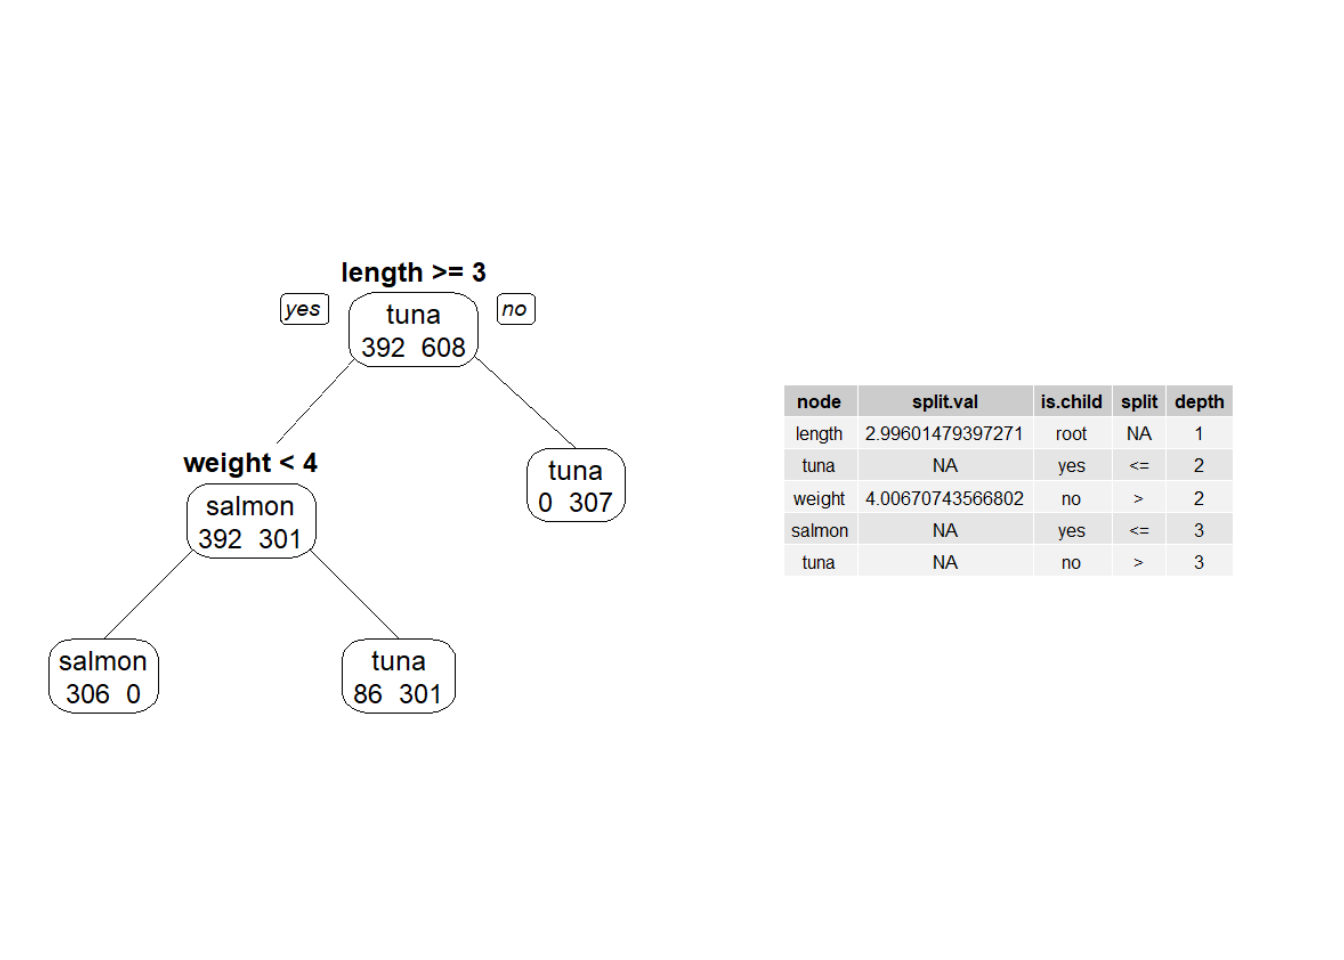 length >= 3
yes
tuna
392 608
no
weight < 4
salmon
392 301
tuna
0 307
salmon
306 0
tuna
86 301
node split.val is.child split depth
length 2.99601479397271 root NA 1
tuna NA yes <= 2
weight 4.00670743566802 no > 2
salmon NA yes <= 3
tuna NA no > 3